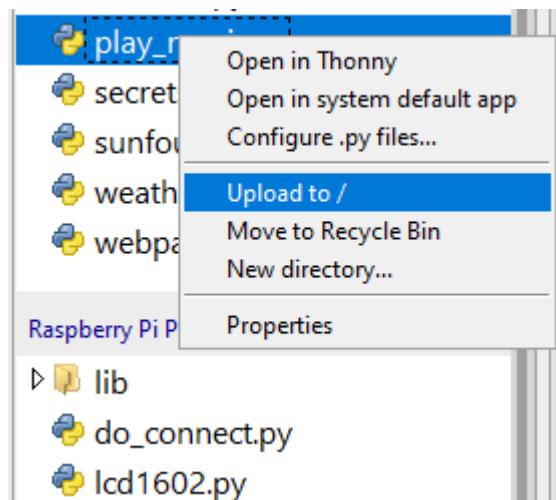 play_
Open in Thonny
secret
Open in system default app
sunfou
Configure .py files...
weath
Upload to /
webpa
Move to Recycle Bin
New directory...
Raspberry Pi P
Properties
lib
do_connect.py
lcd1602.py